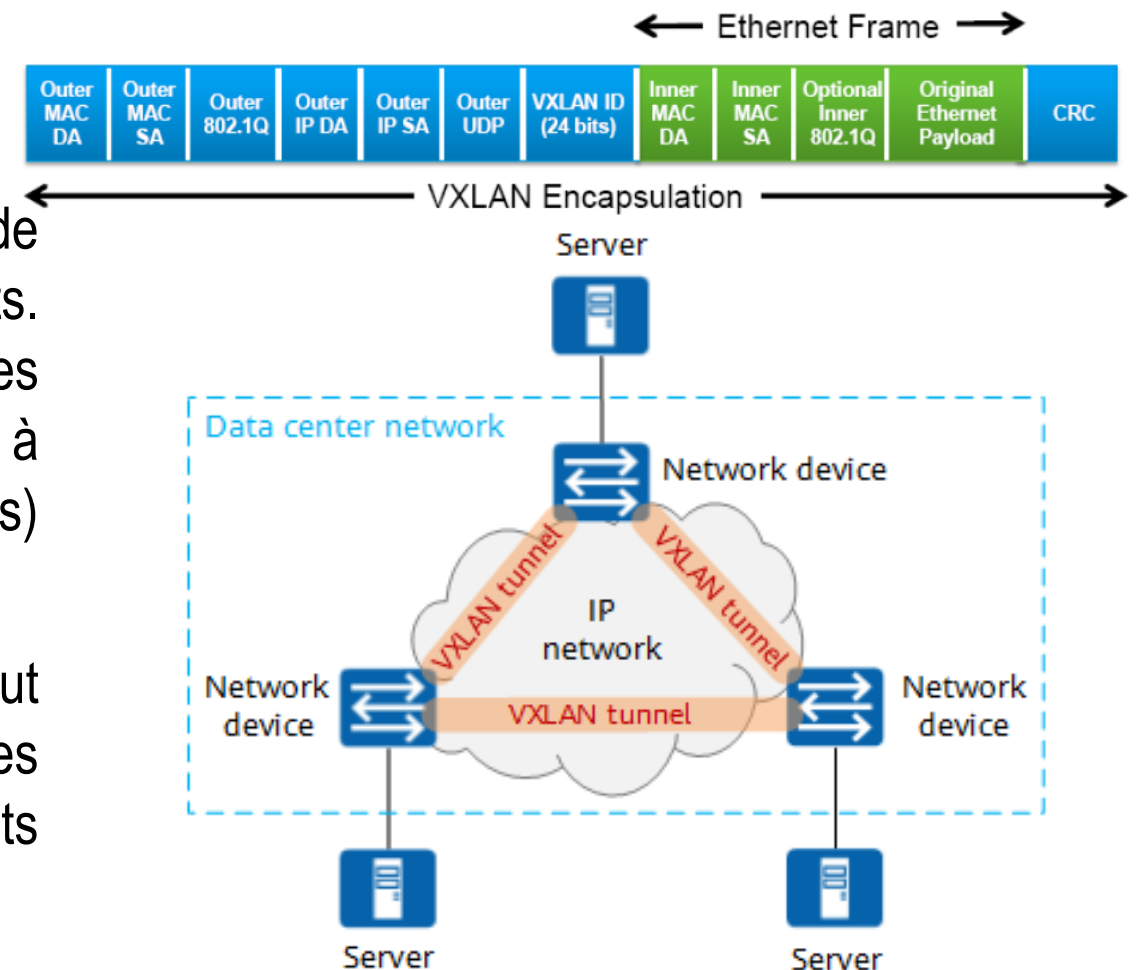 Ethernet Frame
Outer MAC DA
Outer MAC SA
Outer 802.1Q
Outer IP DA
Outer IP SA
Outer UDP
VXLAN ID (24 bits)
Inner MAC DA
Inner MAC SA
Optional Inner 802.1Q
Original Ethernet Payload
CRC
VXLAN Encapsulation
de
ts.
es
à
s)
ut
es
ts
Server
Data center network
Network device
VXLAN tunnel
VXLAN tunnel
IP
network
Network
device
VXLAN tunnel
Network
device
Server
Server